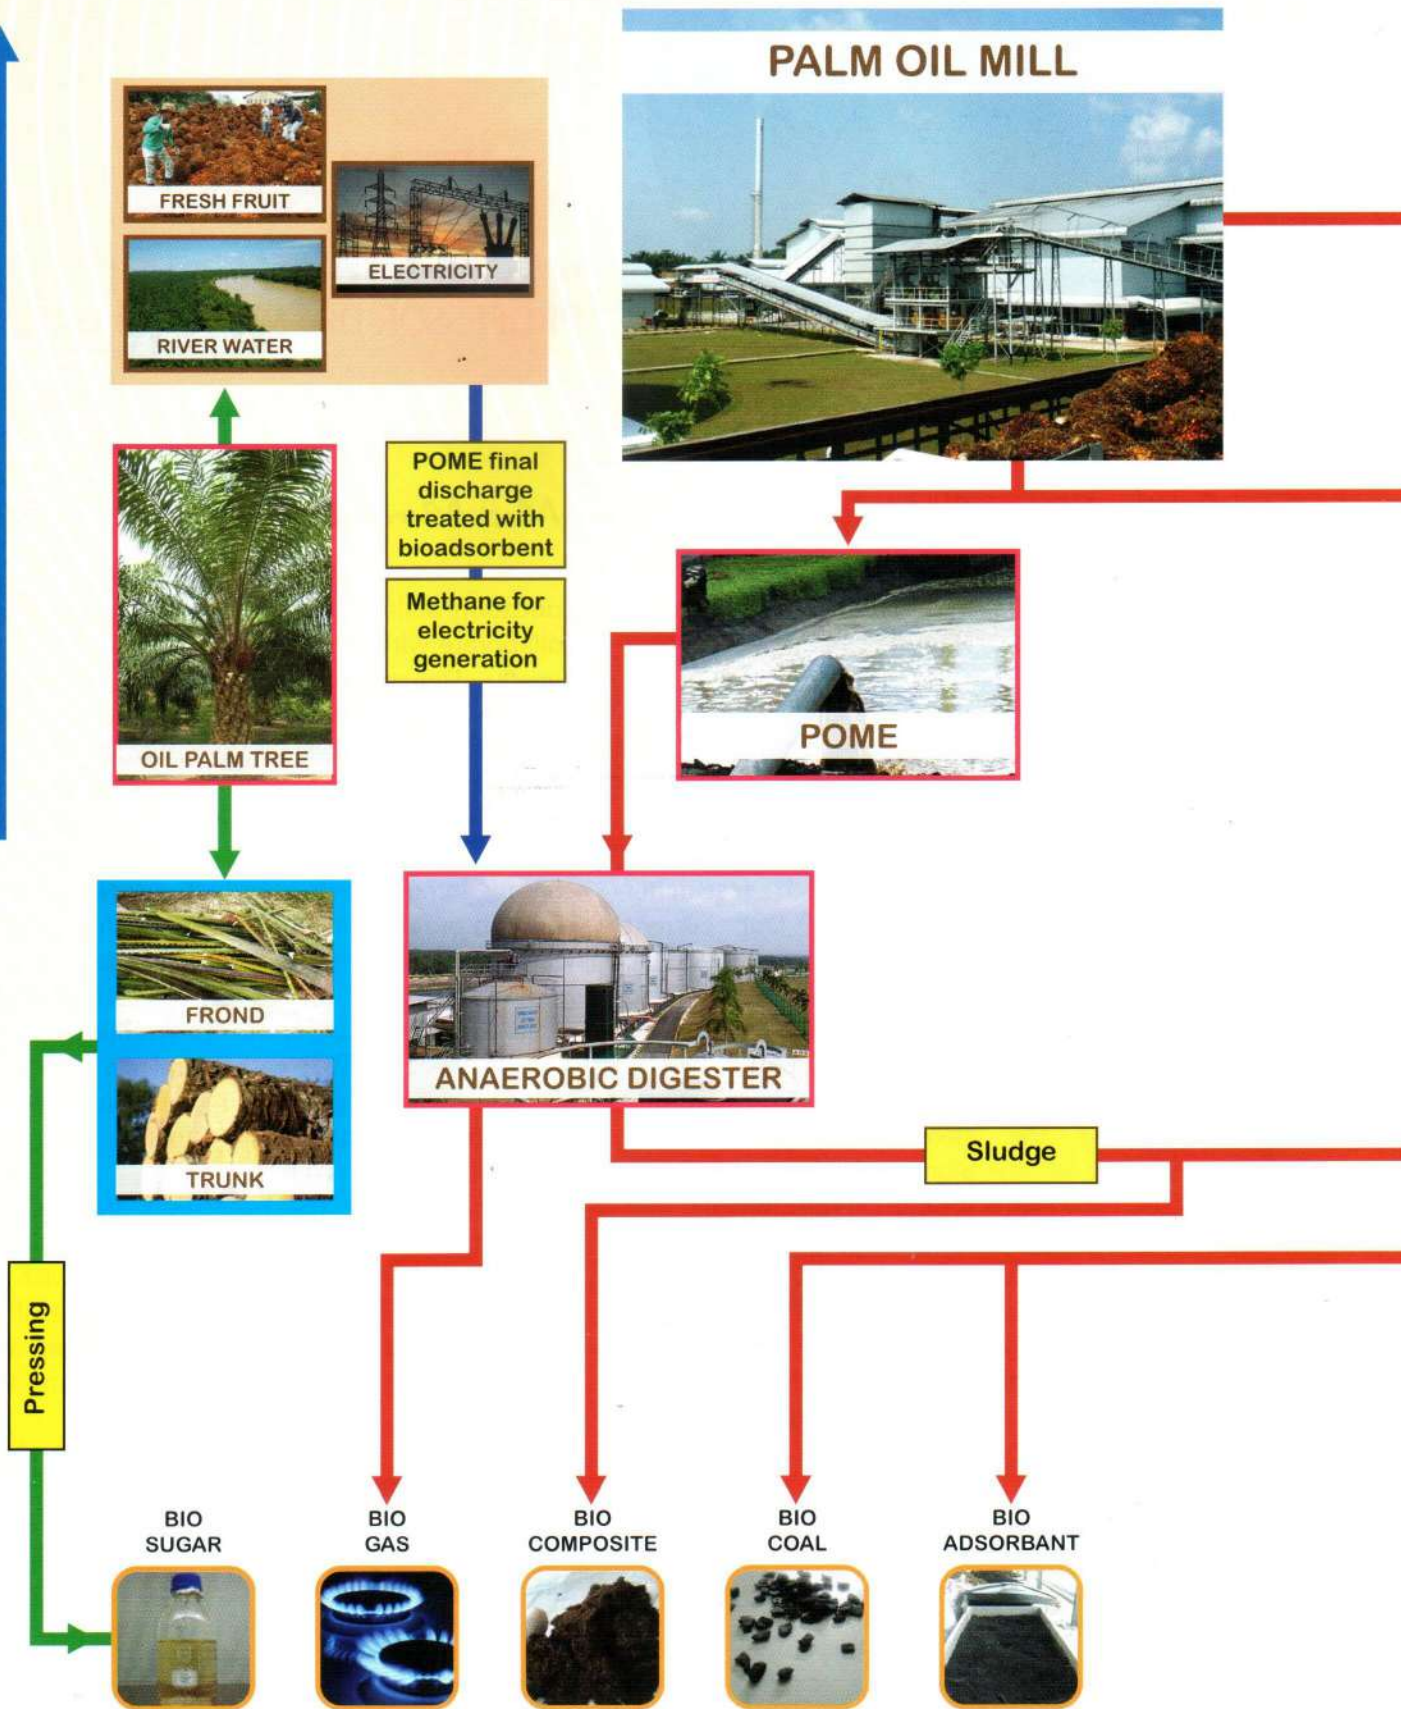 PALM OIL MILL
FRESH FRUIT
ELECTRICITY
RIVER WATER
POME final
discharge
treated with
bioadsorbent
Methane for
electricity
generation
POME
OIL PALM TREE
FROND
ANAEROBIC DIGESTER
TRUNK
Sludge
Pressing
BIO
SUGAR
BIO
GAS
BIO
COMPOSITE
BIO
COAL
BIO
ADSORBANT